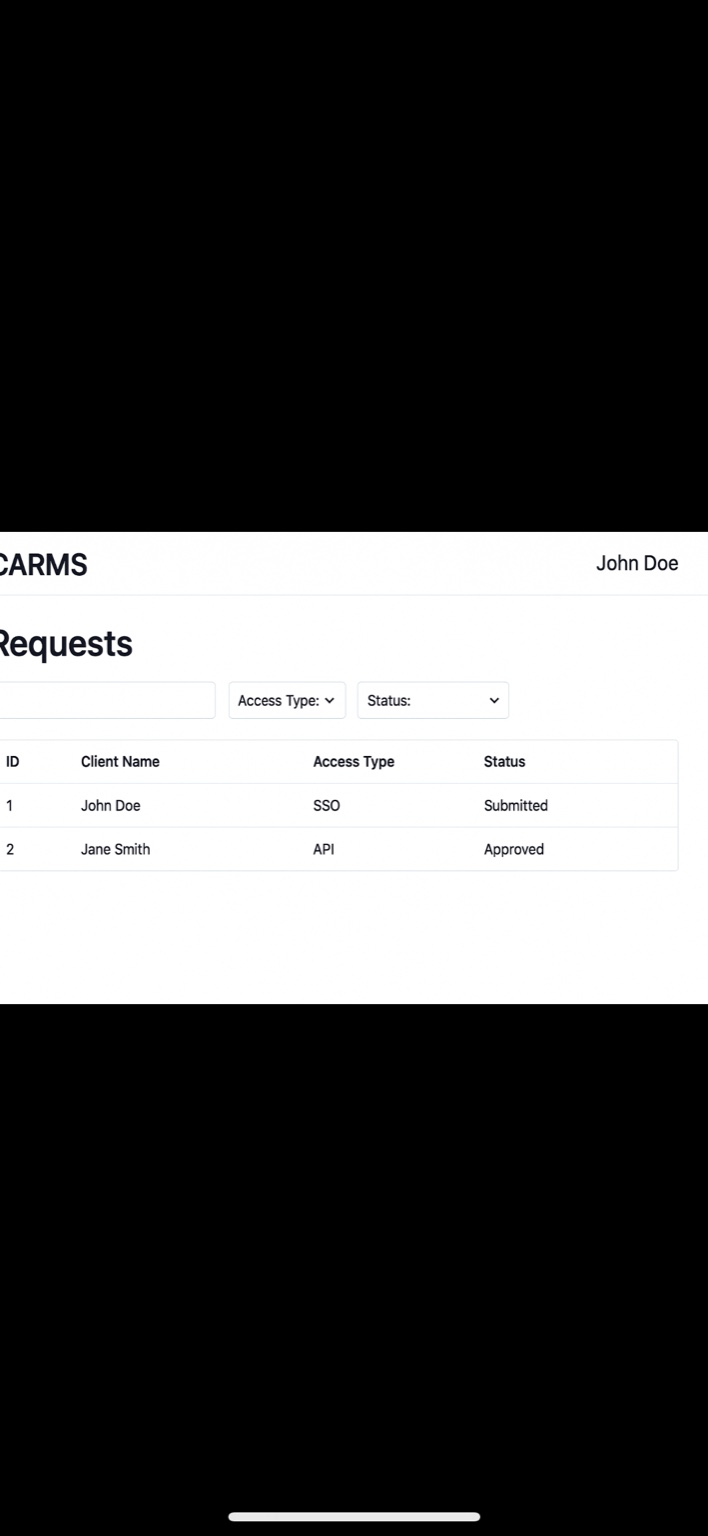 CARMS
John Doe
Requests
Access Type:
Status:
ID Client Name Access Type Status
1 John Doe SSO Submitted
2 Jane Smith API Approved